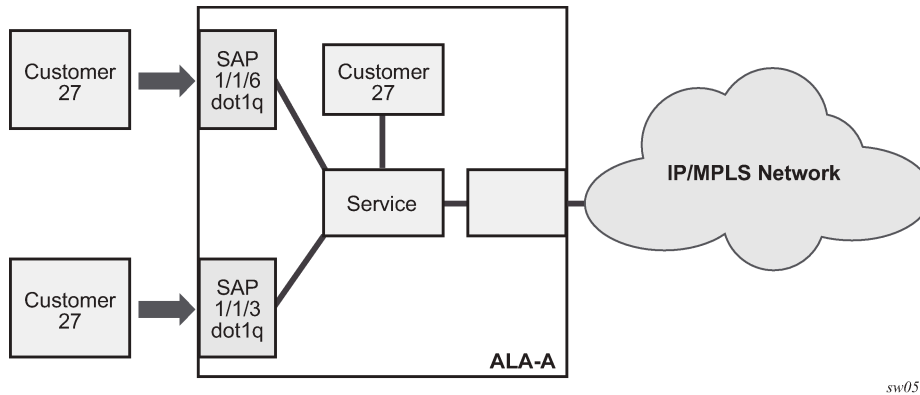 Customer
27
SAP
1/1/6
dot1q
Customer
27
Service
IP/MPLS Network
Customer
27
SAP
1/1/3
dot1q
ALA-A
sw05